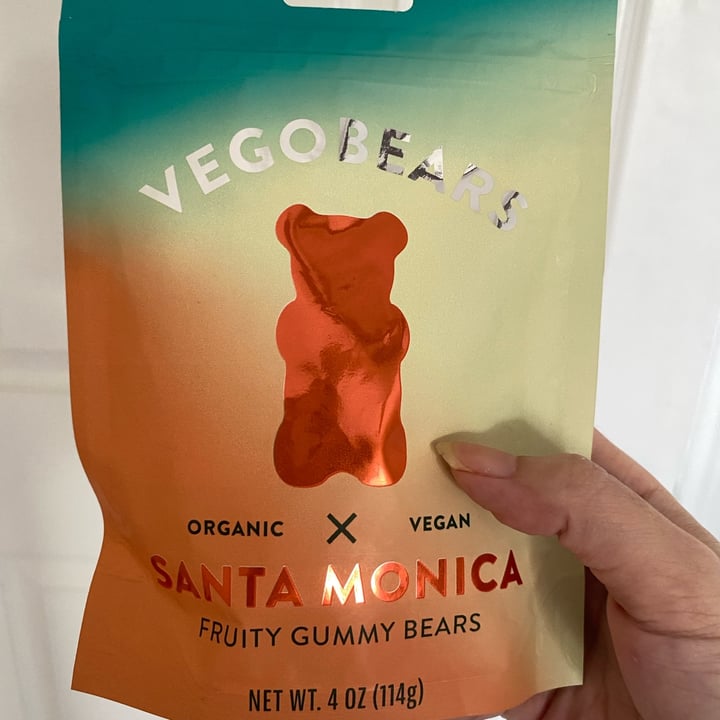 VEGOBEARS
ORGANIC X VEGAN
SANTA MONICA
FRUITY GUMMY BEARS
NET WT. 4 OZ (114g)